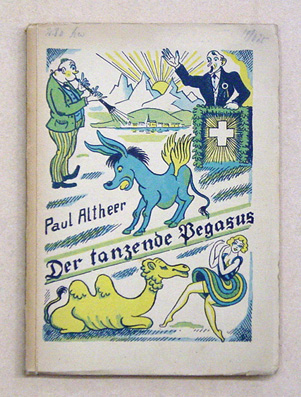 Paul Altheer
Der tanzende Pegasus